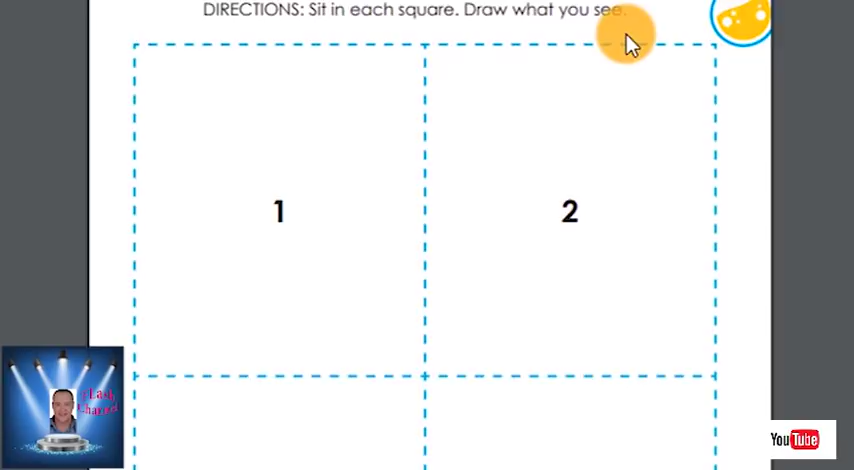 DIRECTIONS: Sit in each square. Draw what you see.
1
2
fLash
Channel
YouTube